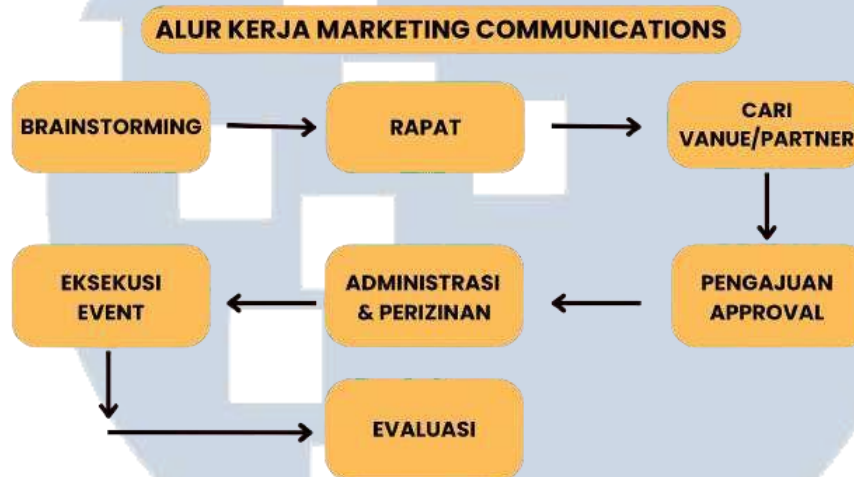 ALUR KERJA MARKETING COMMUNICATIONS
BRAINSTORMING
RAPAT
CARI
VANUE/PARTNER
PENGAJUAN
APPROVAL
ADMINISTRASI
& PERIZINAN
EKSEKUSI
EVENT
EVALUASI